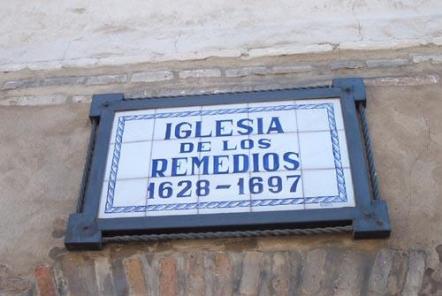 IGLESIA
DE LOS
REMEDIOS
1628-1697